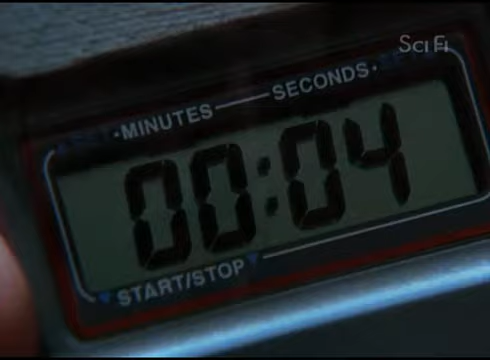 Sci Fi
·MINUTES — SECONDS·
00:04
START/STOP